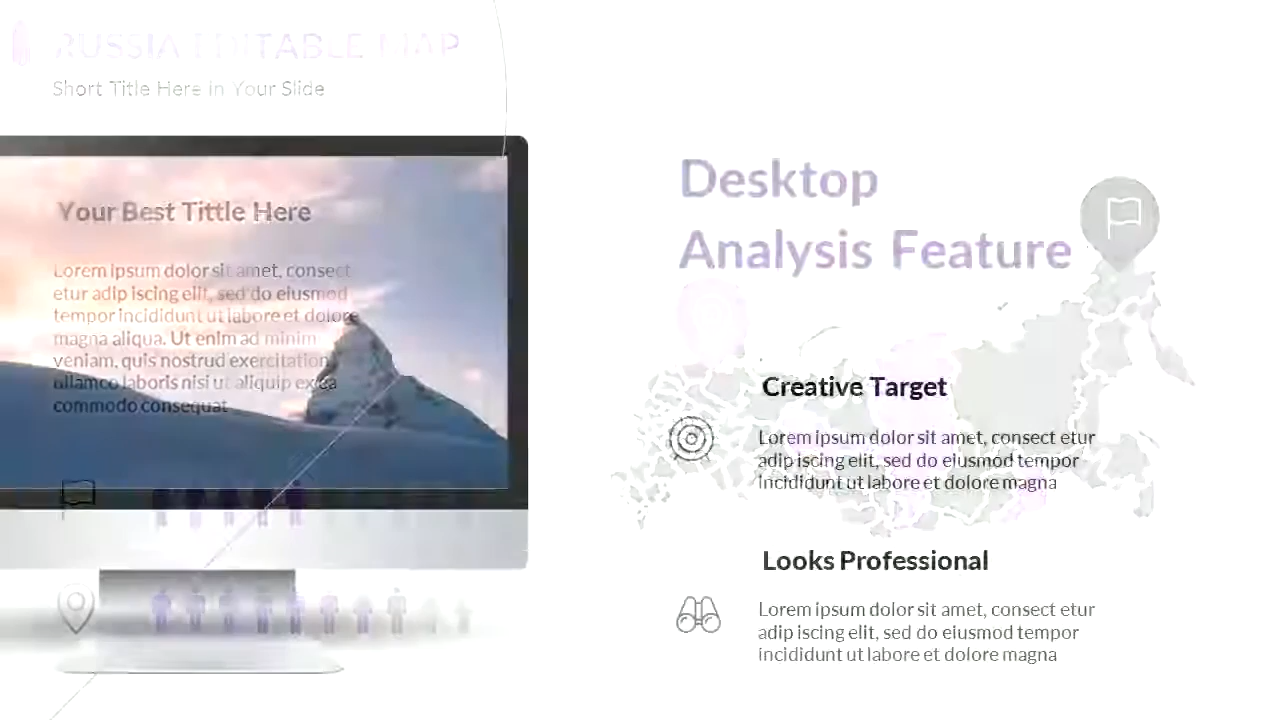 RUSSIA EDITABLE MAP
Short Title Here in Your Slide
Your Best Tittle Here
Lorem ipsum dolor sit amet, consect
etur adip iscing elit, sed do eiusmod
tempor incididunt ut labore et dolore
magna aliqua. Ut enim ad minim
veniam, quis nostrud exercitation
ullamco laboris nisi ut aliquip ex ea
commodo consequat
Desktop
Analysis Feature
Creative Target
Lorem ipsum dolor sit amet, consect etur
adip iscing elit, sed do eiusmod tempor
incididunt ut labore et dolore magna
Looks Professional
Lorem ipsum dolor sit amet, consect etur
adip iscing elit, sed do eiusmod tempor
incididunt ut labore et dolore magna